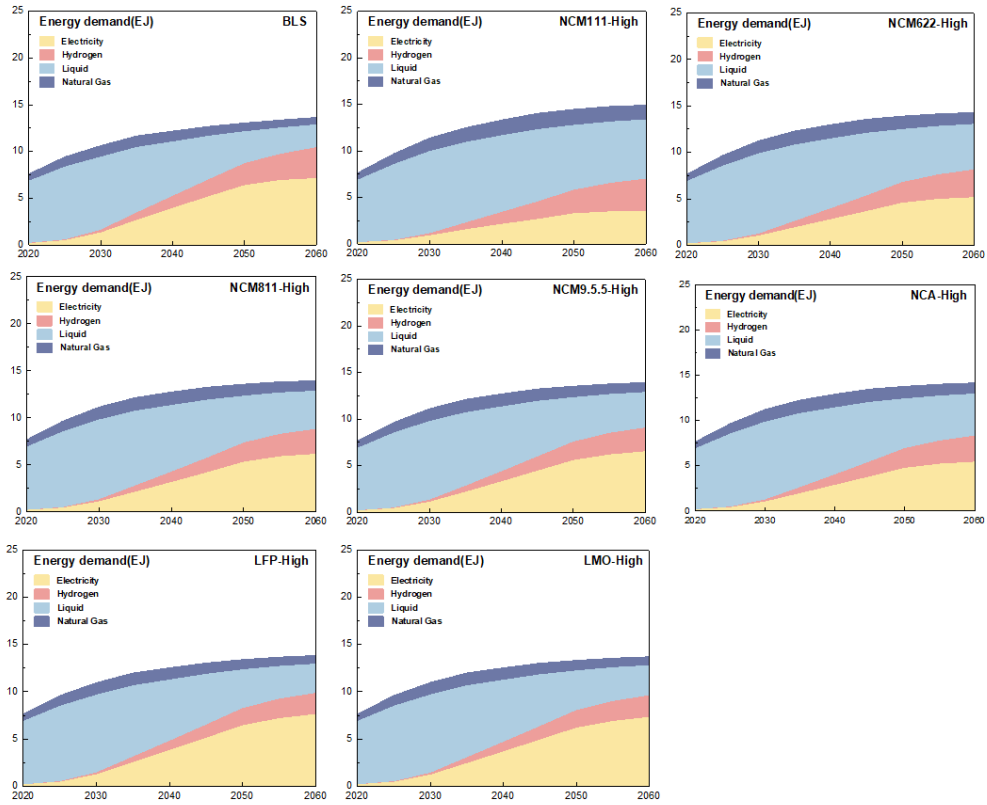 Energy demand(EJ) BLS
Electricity
Hydrogen
Liquid
Natural Gas
25
20
15
10
5
0
2020 2030 2040 2050 2060
Energy demand(EJ) NCM111-High
Electricity
Hydrogen
Liquid
Natural Gas
25
20
15
10
5
0
2020 2030 2040 2050 2060
Energy demand(EJ) NCM622-High
Electricity
Hydrogen
Liquid
Natural Gas
25
20
15
10
5
0
2020 2030 2040 2050 2060
Energy demand(EJ) NCM811-High
Electricity
Hydrogen
Liquid
Natural Gas
25
20
15
10
5
0
2020 2030 2040 2050 2060
Energy demand(EJ) NCM9.5.5-High
Electricity
Hydrogen
Liquid
Natural Gas
25
20
15
10
5
0
2020 2030 2040 2050 2060
Energy demand(EJ) NCA-High
Electricity
Hydrogen
Liquid
Natural Gas
25
20
15
10
5
0
2020 2030 2040 2050 2060
Energy demand(EJ) LFP-High
Electricity
Hydrogen
Liquid
Natural Gas
25
20
15
10
5
0
2020 2030 2040 2050 2060
Energy demand(EJ) LMO-High
Electricity
Hydrogen
Liquid
Natural Gas
25
20
15
10
5
0
2020 2030 2040 2050 2060